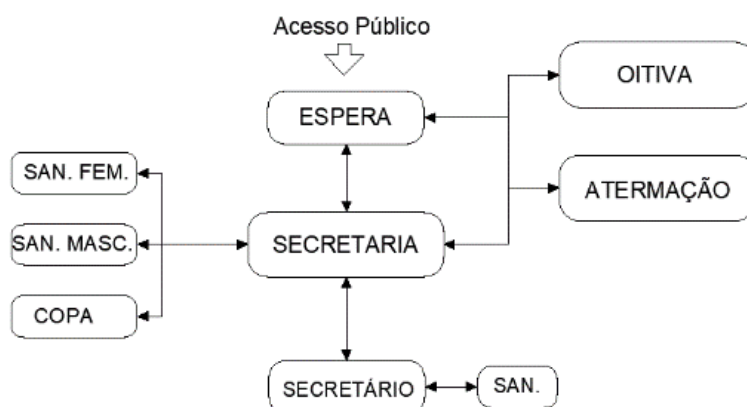 Acesso Público
ESPERA
OITIVA
ATERMAÇÃO
SAN. FEM.
SAN. MASC.
COPA
SECRETARIA
SECRETÁRIO
SAN.